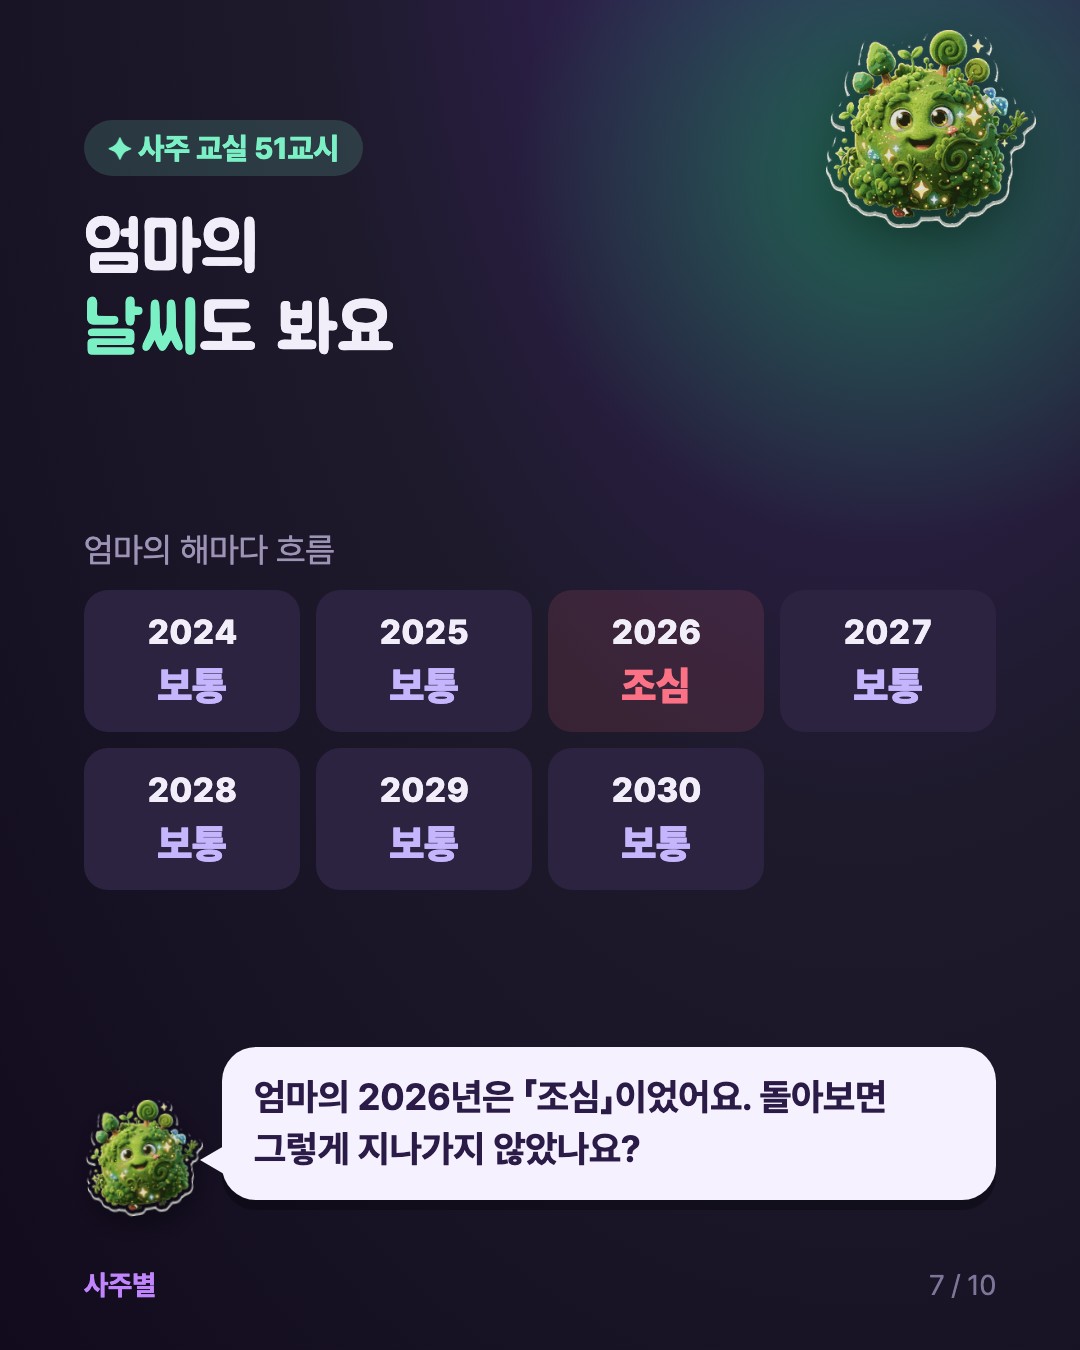 ✦ 사주 교실 51교시
엄마의
날씨도 봐요
엄마의 해마다 흐름
2024
보통
2025
보통
2026
조심
2027
보통
2028
보통
2029
보통
2030
보통
엄마의 2026년은 「조심」이었어요. 돌아보면
그렇게 지나가지 않았나요?
사주별
7 / 10